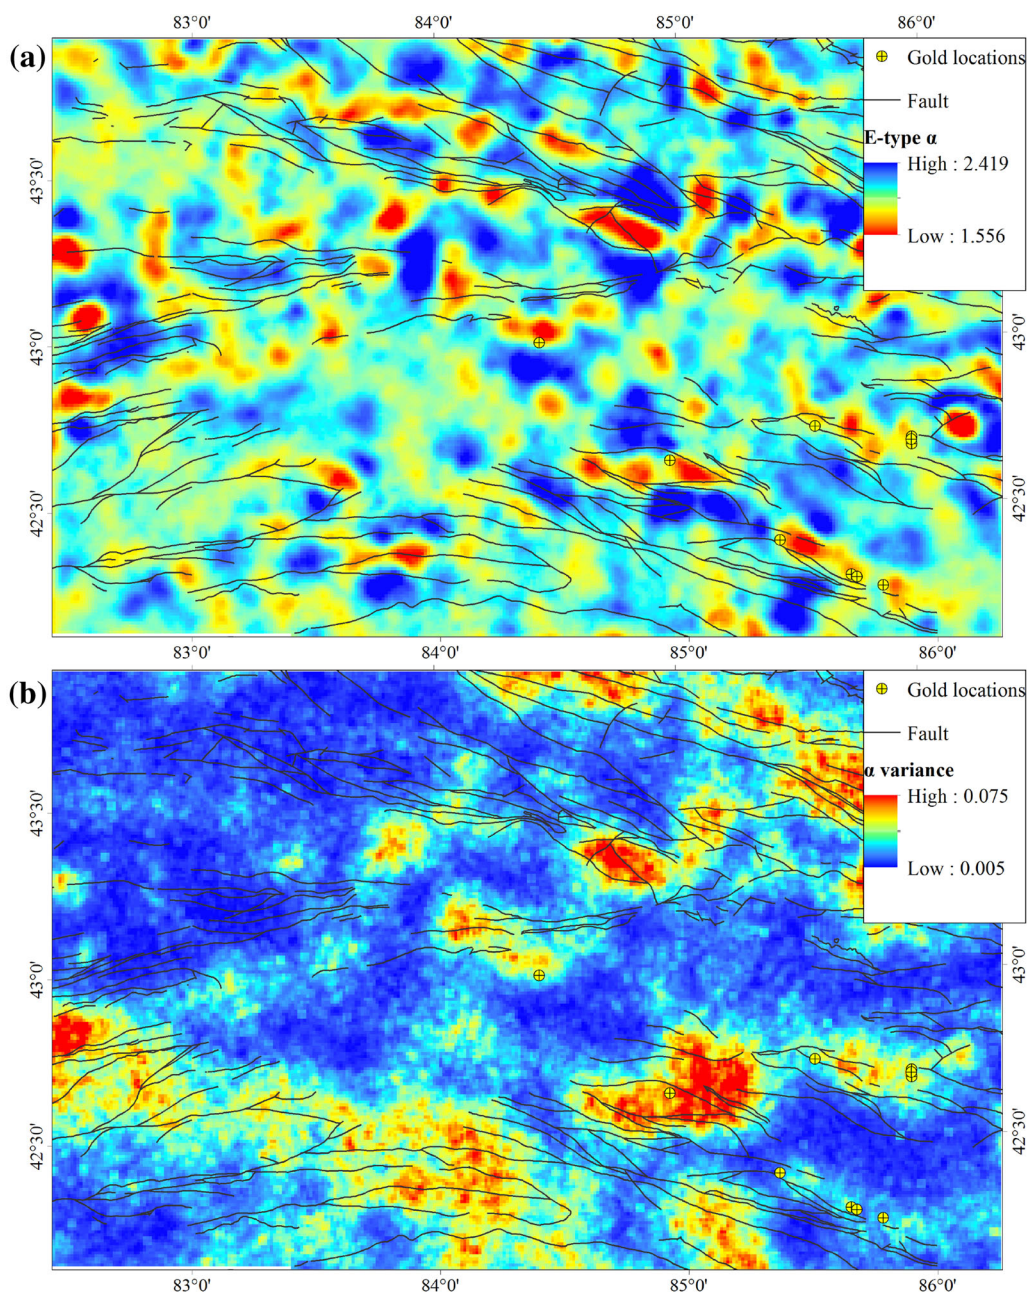 83°0' 84°0' 85°0' 86°0'
(a)
Gold locations
Fault
E-type α
High : 2.419
Low : 1.556
43°30'
43°0' 43°0'
42°30' 42°30'
83°0' 84°0' 85°0' 86°0'
(b)
Gold locations
Fault
α variance
High : 0.075
Low : 0.005
43°30'
43°0' 43°0'
42°30' 42°30'
83°0' 84°0' 85°0' 86°0'